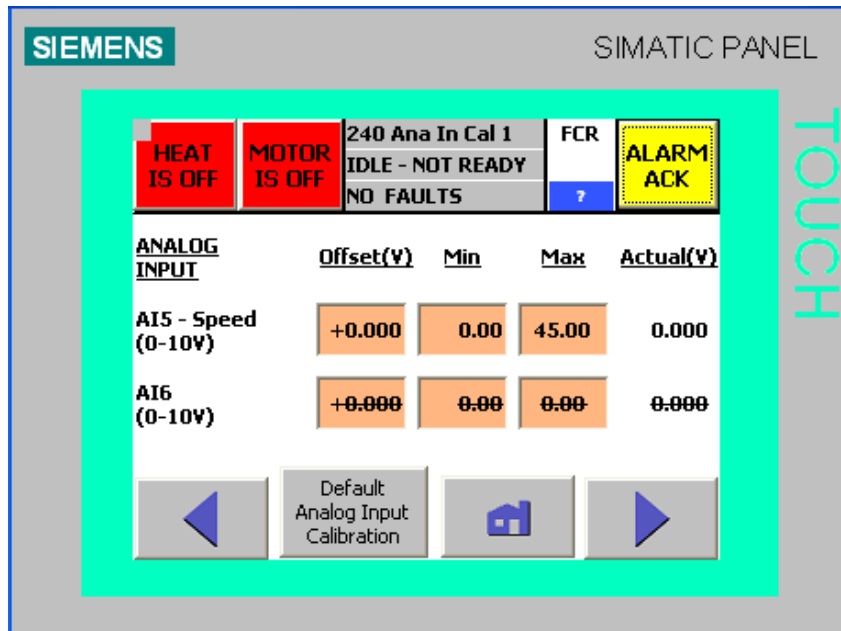 SIEMENS
SIMATIC PANEL
TOUCH
HEAT
IS OFF
MOTOR
IS OFF
240 Ana In Cal 1
IDLE - NOT READY
NO FAULTS
FCR
?
ALARM
ACK
ANALOG
INPUT
Offset(V)
Min
Max
Actual(V)
AI5 - Speed
(0-10V)
+0.000
0.00
45.00
0.000
AI6
(0-10V)
+0.000
0.00
0.00
0.000
Default
Analog Input
Calibration